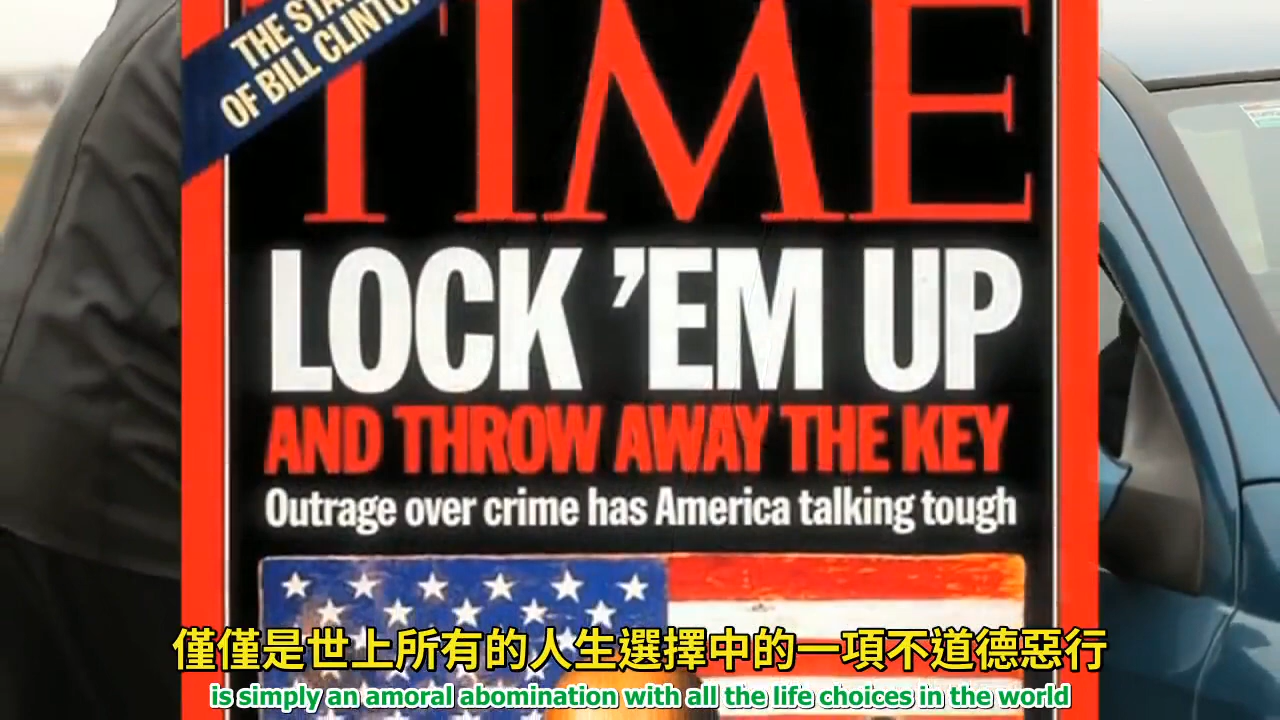 THE STA
OF BILL CLINTON
TIME
LOCK 'EM UP
AND THROW AWAY THE KEY
Outrage over crime has America talking tough
僅僅是世上所有的人生選擇中的一項不道德惡行
is simply an amoral abomination with all the life choices in the world